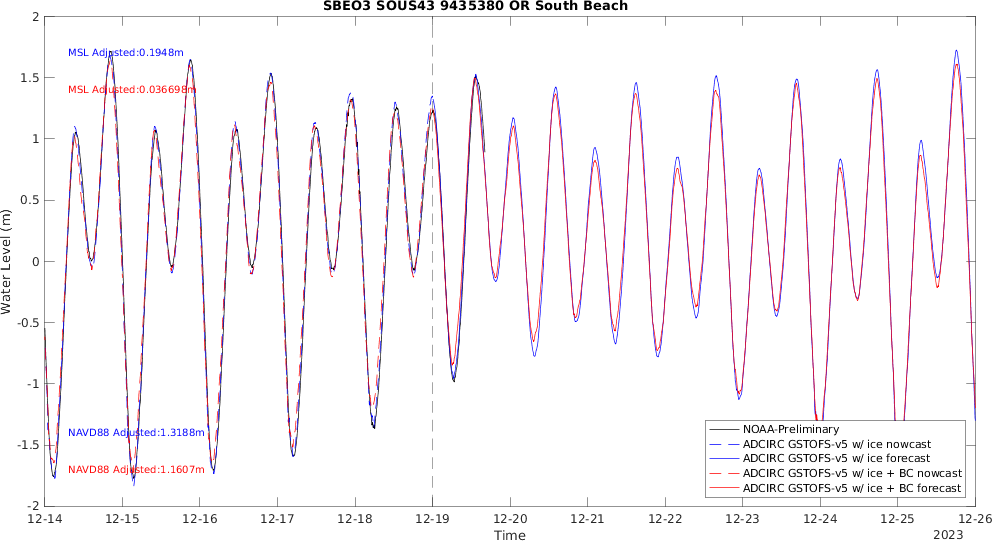 SBEO3 SOUS43 9435380 OR South Beach
2
1.5
1
0.5
0
-0.5
-1
-1.5
-2
Water Level (m)
MSL Adjusted:0.1948m
MSL Adjusted:0.036698m
NAVD88 Adjusted:1.3188m
NAVD88 Adjusted:1.1607m
NOAA-Preliminary
ADCIRC GSTOFS-v5 w/ ice nowcast
ADCIRC GSTOFS-v5 w/ ice forecast
ADCIRC GSTOFS-v5 w/ ice + BC nowcast
ADCIRC GSTOFS-v5 w/ ice + BC forecast
12-14 12-15 12-16 12-17 12-18 12-19 12-20 12-21 12-22 12-23 12-24 12-25 12-26
Time
2023